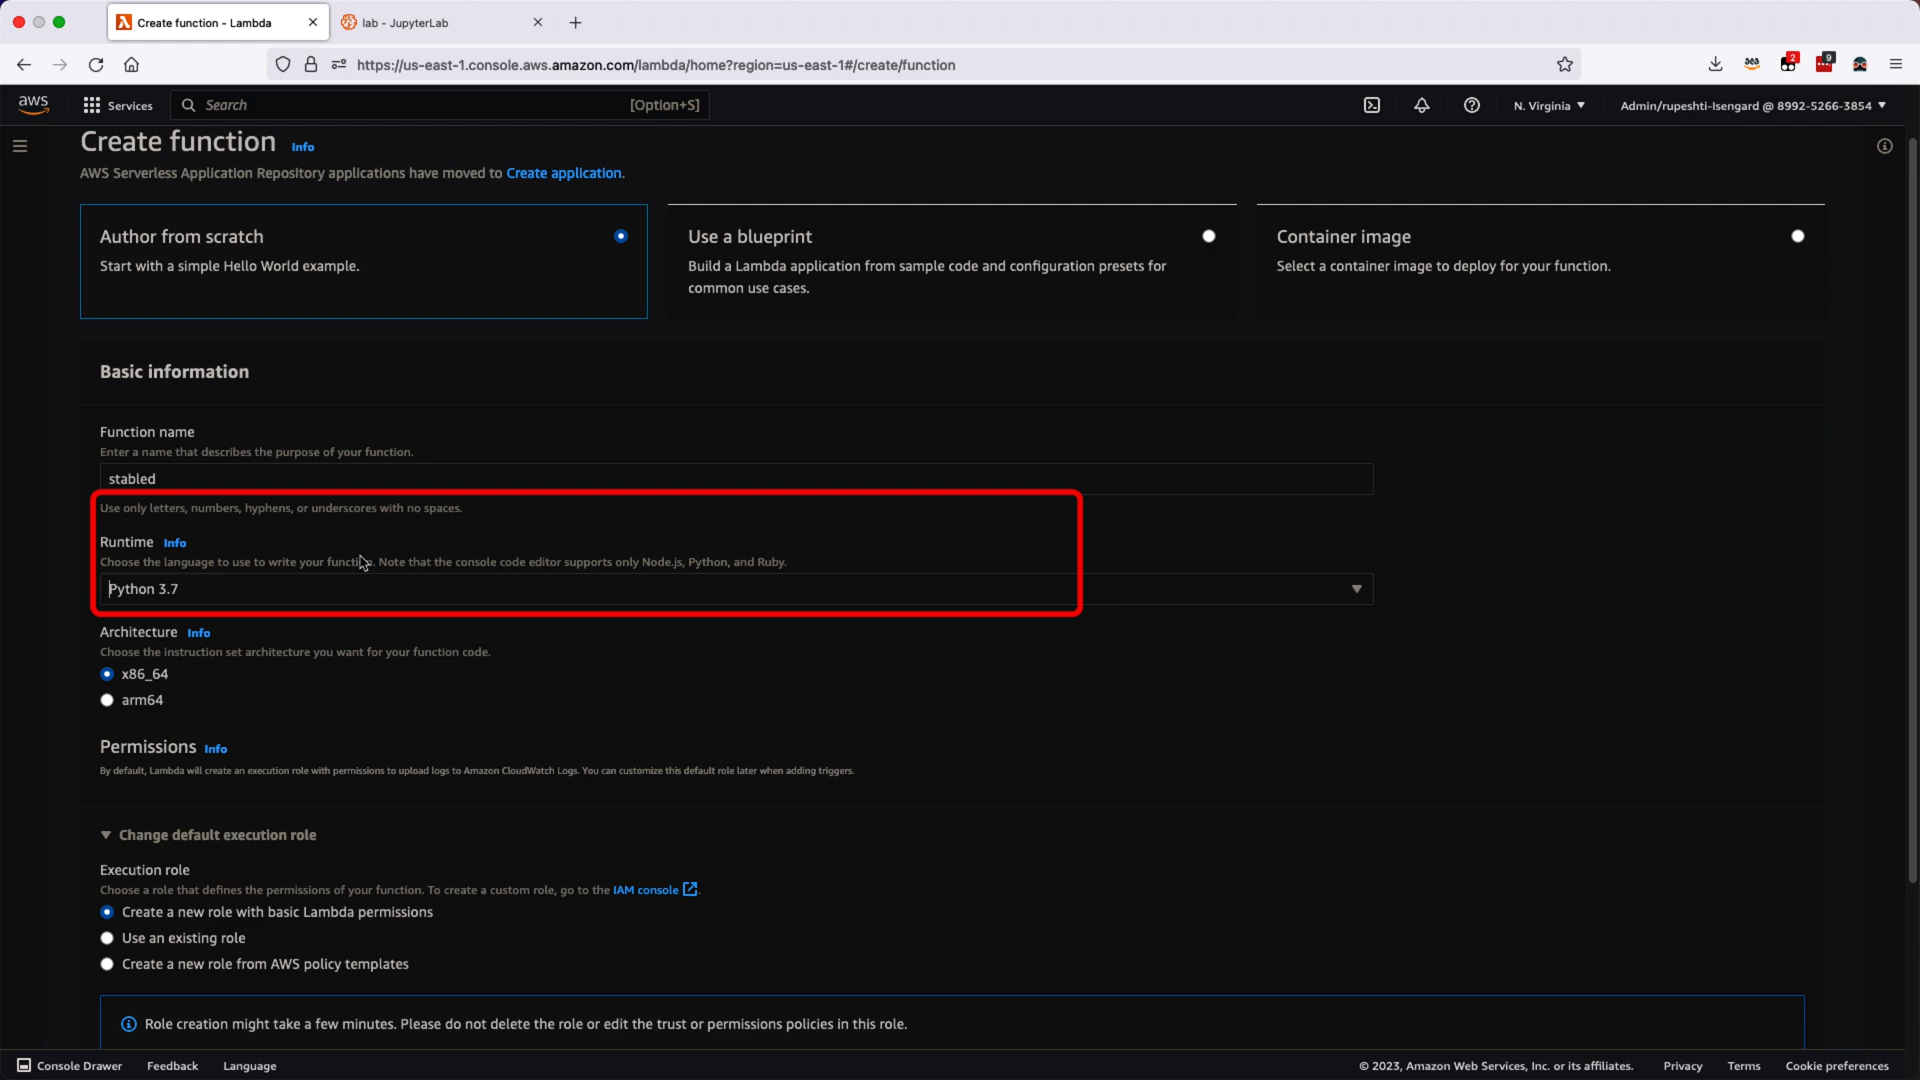 Create function - Lambda
lab - JupyterLab
https://us-east-1.console.aws.amazon.com/lambda/home?region=us-east-1#/create/function
2
9
aws
Services
Search
[Option+S]
N. Virginia
Admin/rupeshti-Isengard @ 8992-5266-3854
Create function Info
AWS Serverless Application Repository applications have moved to Create application.
Author from scratch
Start with a simple Hello World example.
Use a blueprint
Build a Lambda application from sample code and configuration presets for
common use cases.
Container image
Select a container image to deploy for your function.
Basic information
Function name
Enter a name that describes the purpose of your function.
stabled
Use only letters, numbers, hyphens, or underscores with no spaces.
Runtime Info
Choose the language to use to write your function. Note that the console code editor supports only Node.js, Python, and Ruby.
Python 3.7
Architecture Info
Choose the instruction set architecture you want for your function code.
x86_64
arm64
Permissions Info
By default, Lambda will create an execution role with permissions to upload logs to Amazon CloudWatch Logs. You can customize this default role later when adding triggers.
Change default execution role
Execution role
Choose a role that defines the permissions of your function. To create a custom role, go to the IAM console.
Create a new role with basic Lambda permissions
Use an existing role
Create a new role from AWS policy templates
Role creation might take a few minutes. Please do not delete the role or edit the trust or permissions policies in this role.
Console Drawer
Feedback
Language
© 2023, Amazon Web Services, Inc. or its affiliates.
Privacy
Terms
Cookie preferences